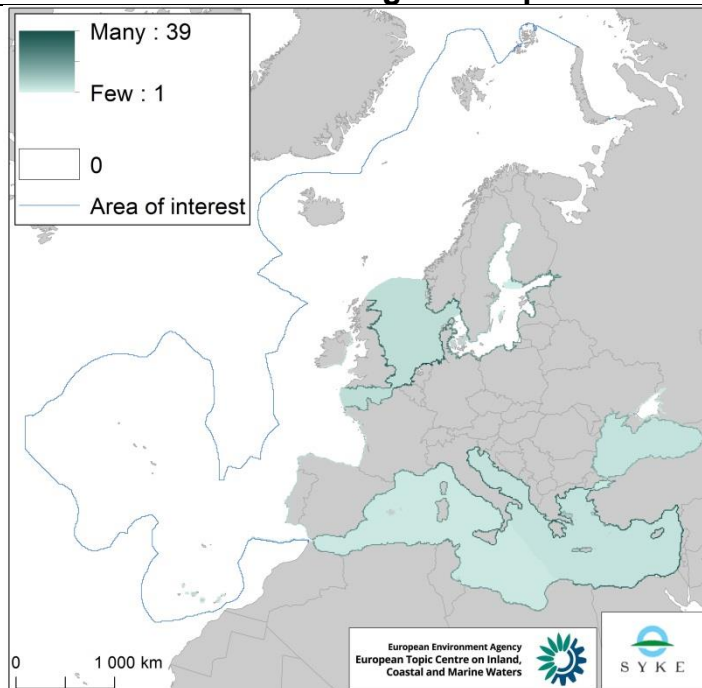 Many : 39
Few : 1
0
Area of interest
0 1 000 km
European Environment Agency
European Topic Centre on Inland,
Coastal and Marine Waters
SYKE